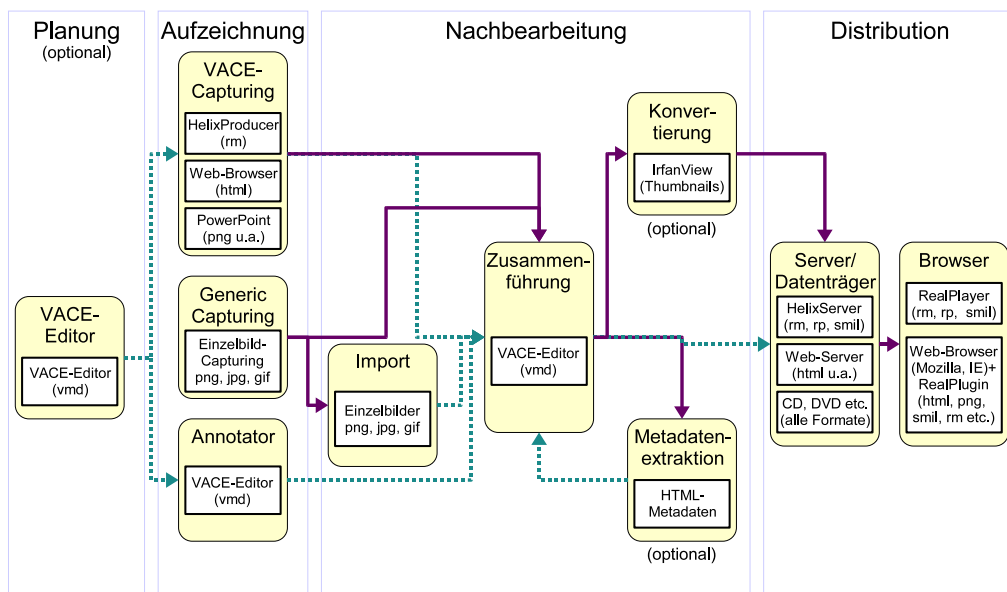 Planung
(optional)
VACE-
Editor
VACE-Editor
(vmd)
Aufzeichnung
VACE-
Capturing
HelixProducer
(rm)
Web-Browser
(html)
PowerPoint
(png u.a.)
Generic
Capturing
Einzelbild-
Capturing
png, jpg, gif
Annotator
VACE-Editor
(vmd)
Nachbearbeitung
Import
Einzelbilder
png, jpg, gif
Zusammen-
führung
VACE-Editor
(vmd)
Konver-
tierung
IrfanView
(Thumbnails)
(optional)
Metadaten-
extraktion
HTML-
Metadaten
(optional)
Distribution
Server/
Datenträger
HelixServer
(rm, rp, smil)
Web-Server
(html u.a.)
CD, DVD etc.
(alle Formate)
Browser
RealPlayer
(rm, rp, smil)
Web-Browser
(Mozilla, IE)+
RealPlugin
(html, png,
smil, rm etc.)